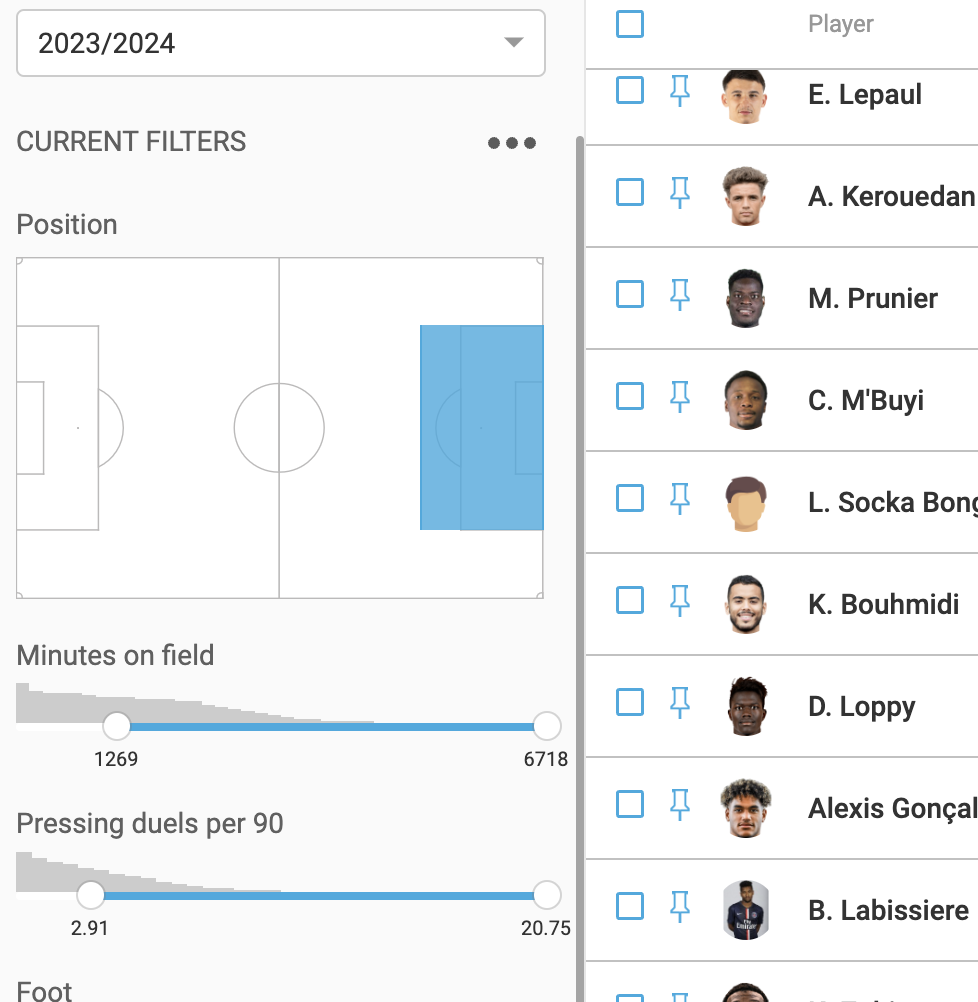 2023/2024
CURRENT FILTERS
Position
Minutes on field
1269
6718
Pressing duels per 90
2.91
20.75
Foot
Player
E. Lepaul
A. Kerouedan
M. Prunier
C. M'Buyi
L. Socka Bong
K. Bouhmidi
D. Loppy
Alexis Gonçal
B. Labissiere